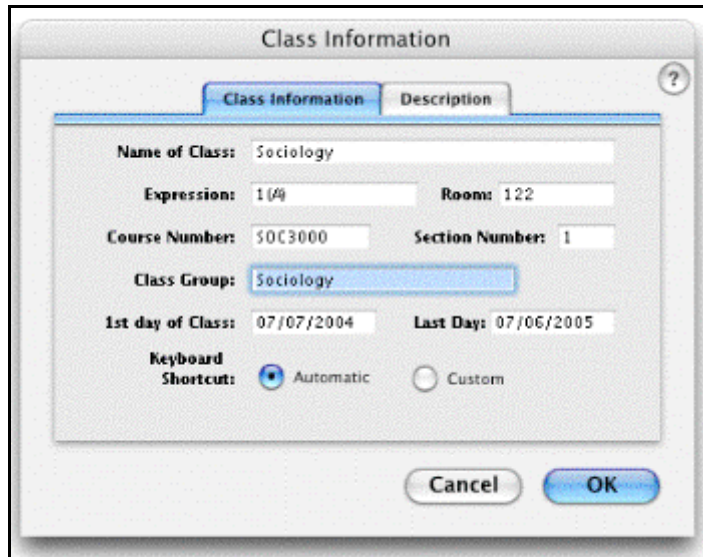 Class Information
?
Class Information Description
Name of Class: Sociology
Expression: 1(A) Room: 122
Course Number: SOC3000 Section Number: 1
Class Group: Sociology
1st day of Class: 07/07/2004 Last Day: 07/06/2005
Keyboard
Shortcut: Automatic Custom
Cancel OK